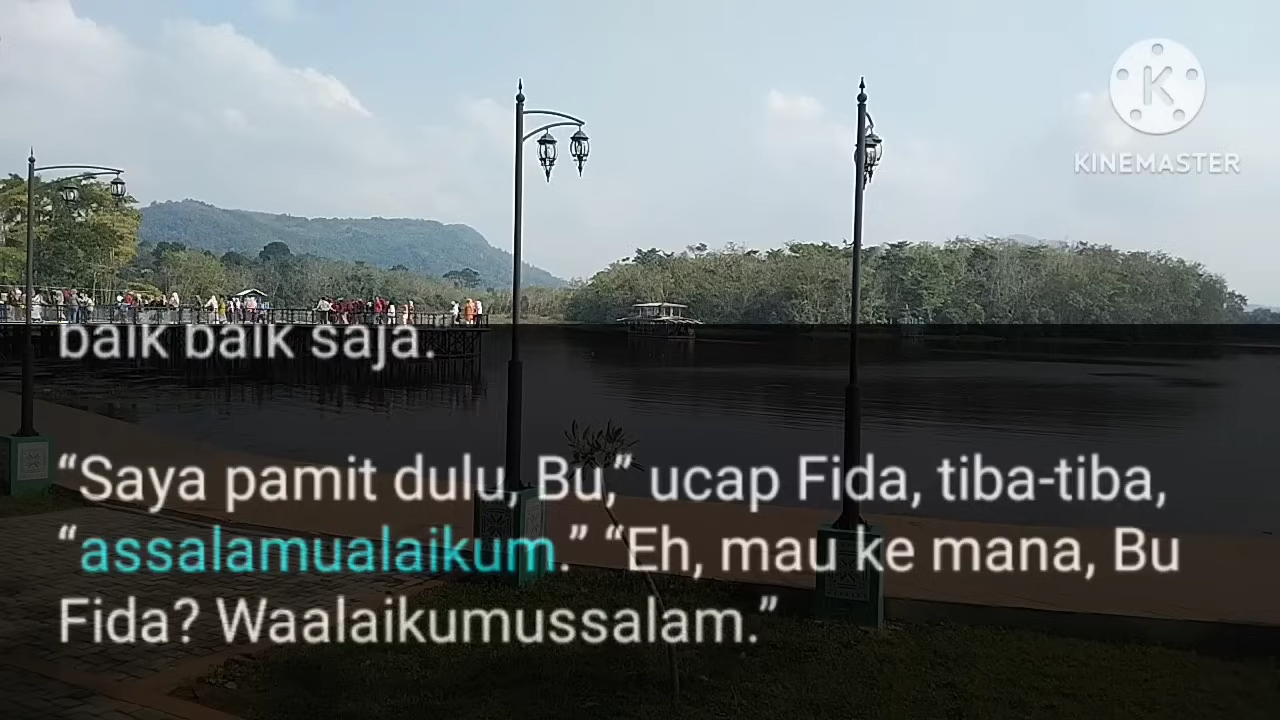 KINEMASTER
baik baik saja.
“Saya pamit dulu, Bu,” ucap Fida, tiba-tiba,
“assalamualaikum.” “Eh, mau ke mana, Bu
Fida? Waalaikumussalam.”